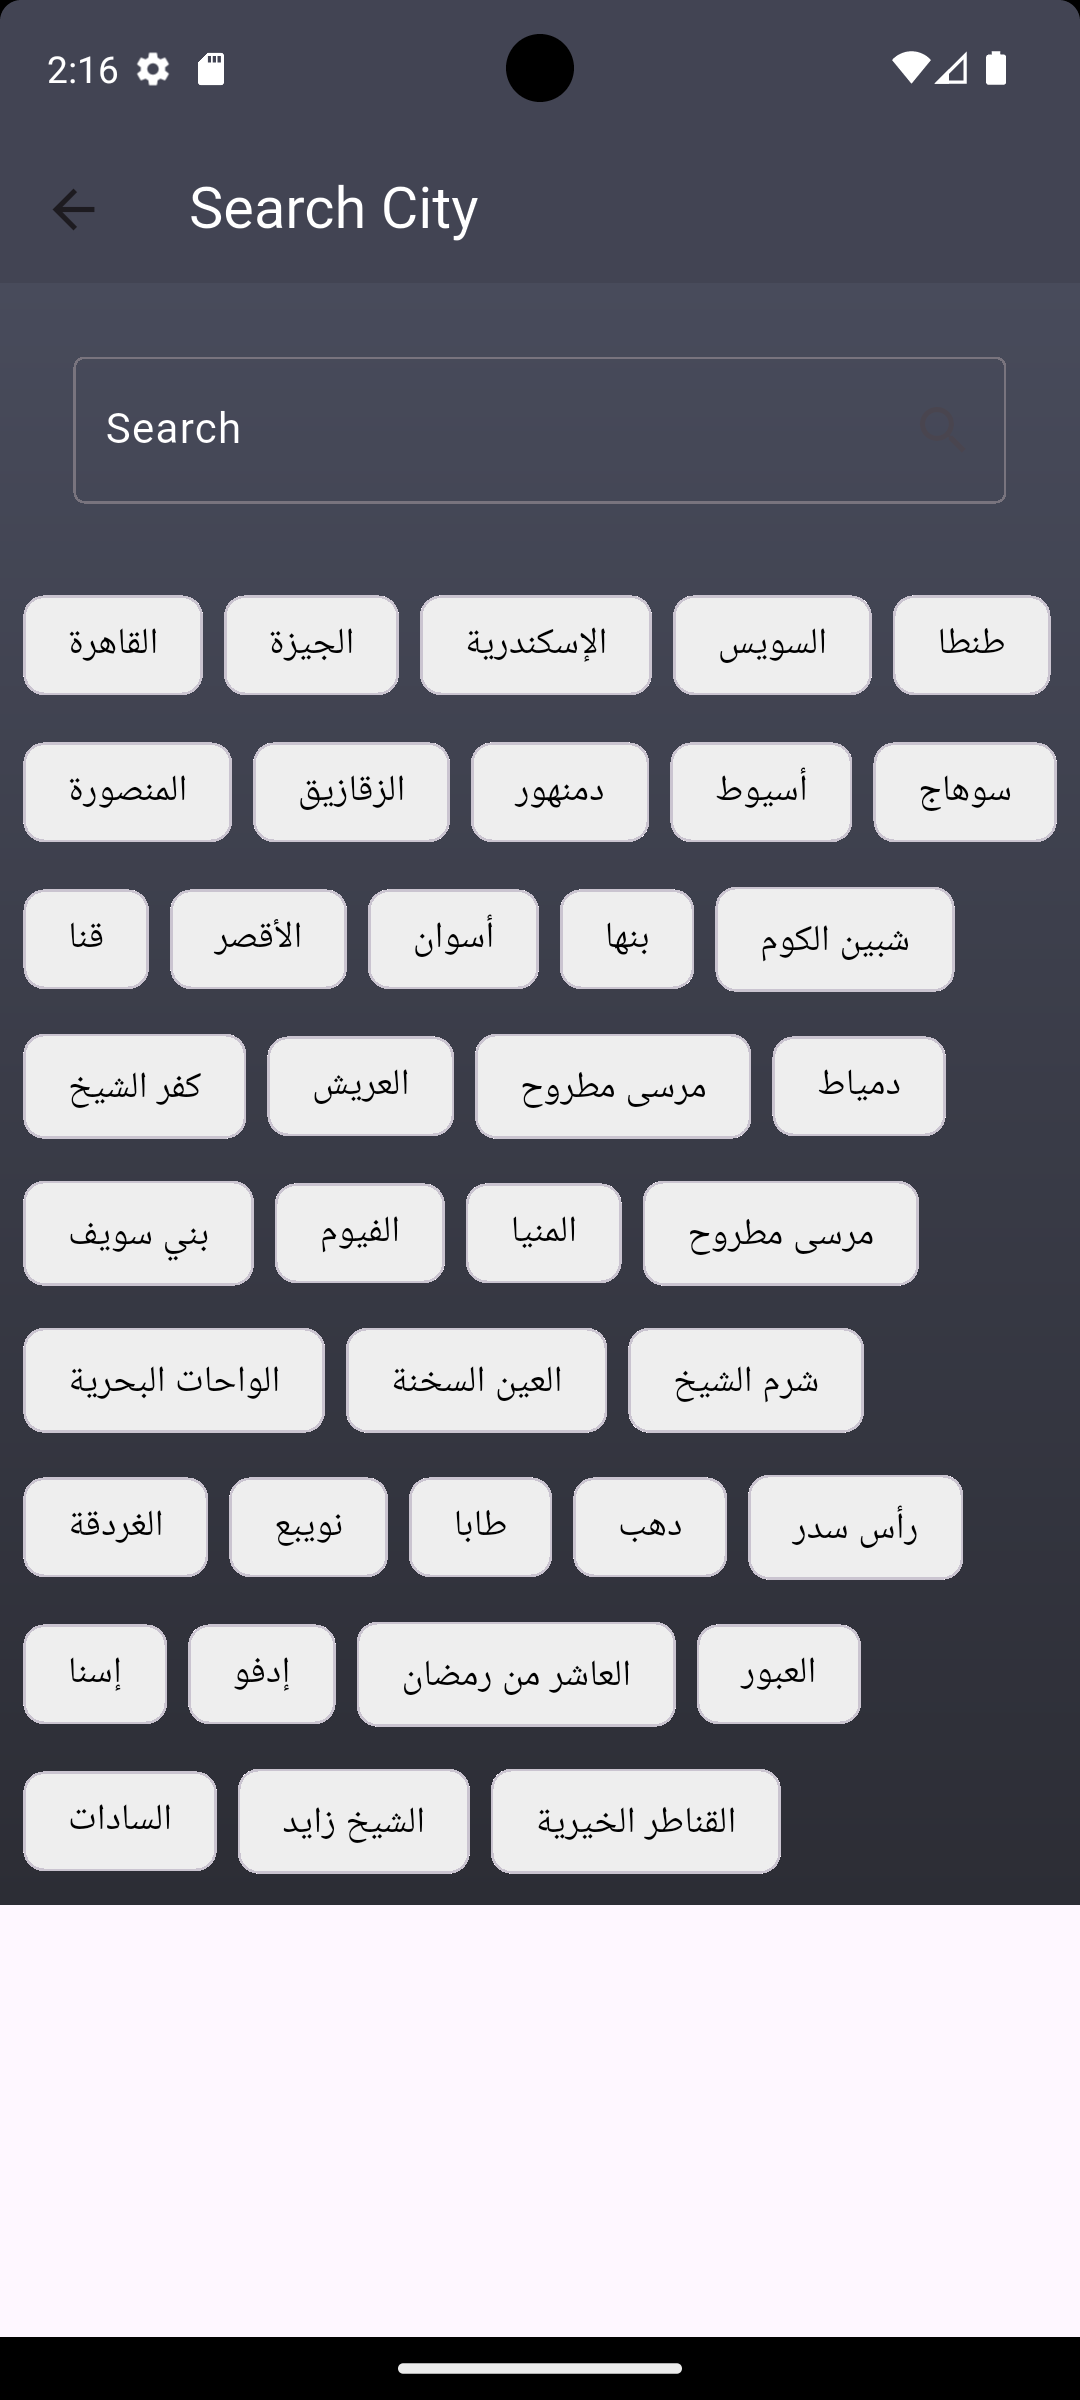 2:16
Search City
Search
القاهرة الجيزة الإسكندرية السويس طنطا
المنصورة الزقازيق دمنهور أسيوط سوهاج
قنا الأقصر أسوان بنها شبين الكوم
كفر الشيخ العريش مرسى مطروح دمياط
بني سويف الفيوم المنيا مرسى مطروح
الواحات البحرية العين السخنة شرم الشيخ
الغردقة نويبع طابا دهب رأس سدر
إسنا إدفو العاشر من رمضان العبور
السادات الشيخ زايد القناطر الخيرية